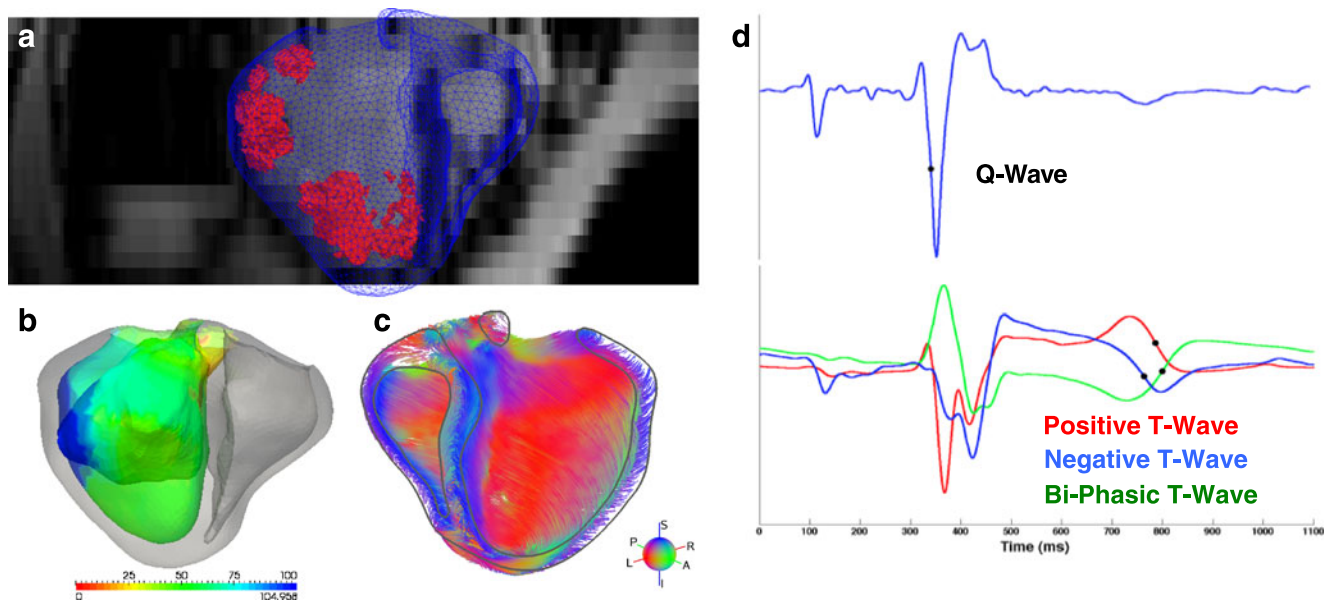 a
b
c
d
Q-Wave
Positive T-Wave
Negative T-Wave
Bi-Phasic T-Wave
0 100 200 300 400 500 600 700 800 900 1000 1100
Time (ms)
25 50 75 100
0 104.958
S
P R
L A
I